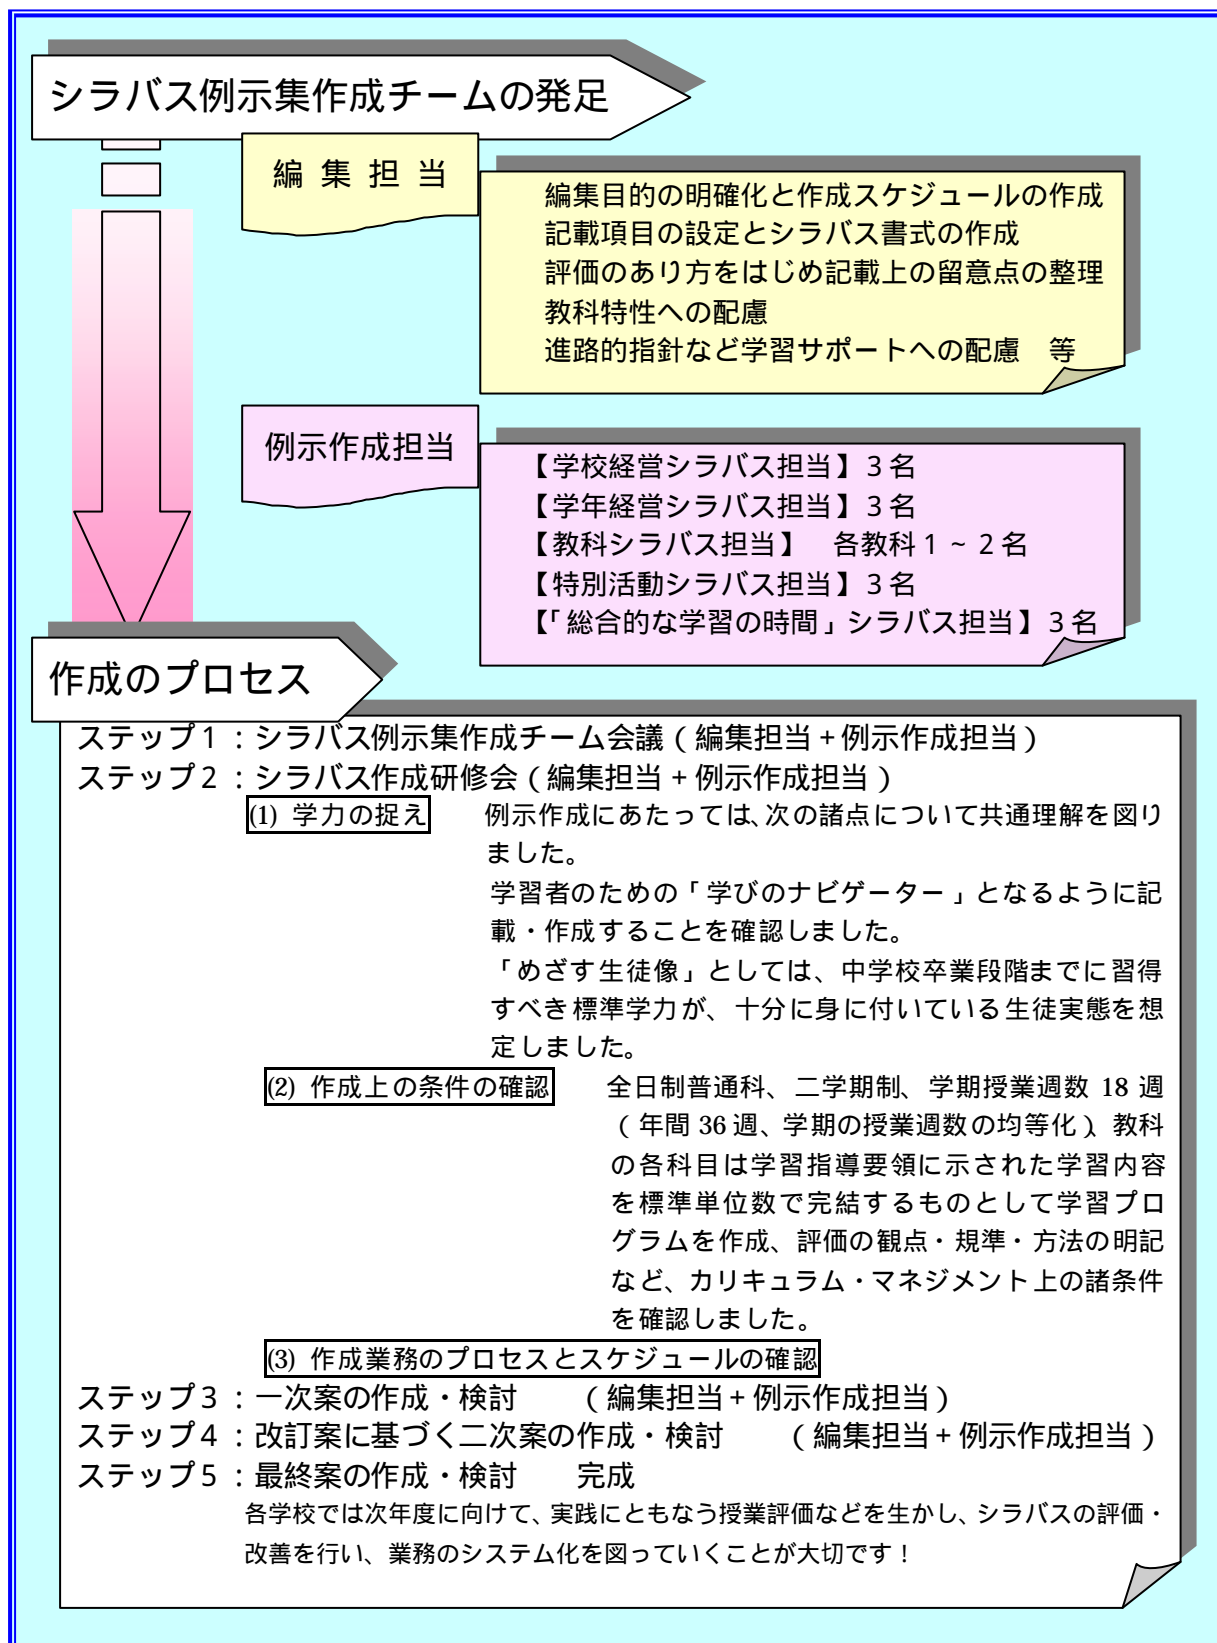 シラバス例示集作成チームの発足
編 集 担 当
編集目的の明確化と作成スケジュールの作成
記載項目の設定とシラバス書式の作成
評価のあり方をはじめ記載上の留意点の整理
教科特性への配慮
進路的指針など学習サポートへの配慮　等
例示作成担当
【学校経営シラバス担当】3名
【学年経営シラバス担当】3名
【教科シラバス担当】　各教科1～2名
【特別活動シラバス担当】3名
【「総合的な学習の時間」シラバス担当】3名
作成のプロセス
ステップ1：シラバス例示集作成チーム会議（編集担当+例示作成担当）
ステップ2：シラバス作成研修会（編集担当+例示作成担当）
(1) 学力の捉え　例示作成にあたっては、次の諸点について共通理解を図り
ました。
学習者のための「学びのナビゲーター」となるように記
載・作成することを確認しました。
「めざす生徒像」としては、中学校卒業段階までに習得
すべき標準学力が、十分に身に付いている生徒実態を想
定しました。
(2) 作成上の条件の確認　全日制普通科、二学期制、学期授業週数 18 週
（年間 36 週、学期の授業週数の均等化）、教科
の各科目は学習指導要領に示された学習内容
を標準単位数で完結するものとして学習プロ
グラムを作成、評価の観点・規準・方法の明記
など、カリキュラム・マネジメント上の諸条件
を確認しました。
(3) 作成業務のプロセスとスケジュールの確認
ステップ3：一次案の作成・検討　（編集担当+例示作成担当）
ステップ4：改訂案に基づく二次案の作成・検討　（編集担当+例示作成担当）
ステップ5：最終案の作成・検討　完成
各学校では次年度に向けて、実践にともなう授業評価などを生かし、シラバスの評価・
改善を行い、業務のシステム化を図っていくことが大切です！